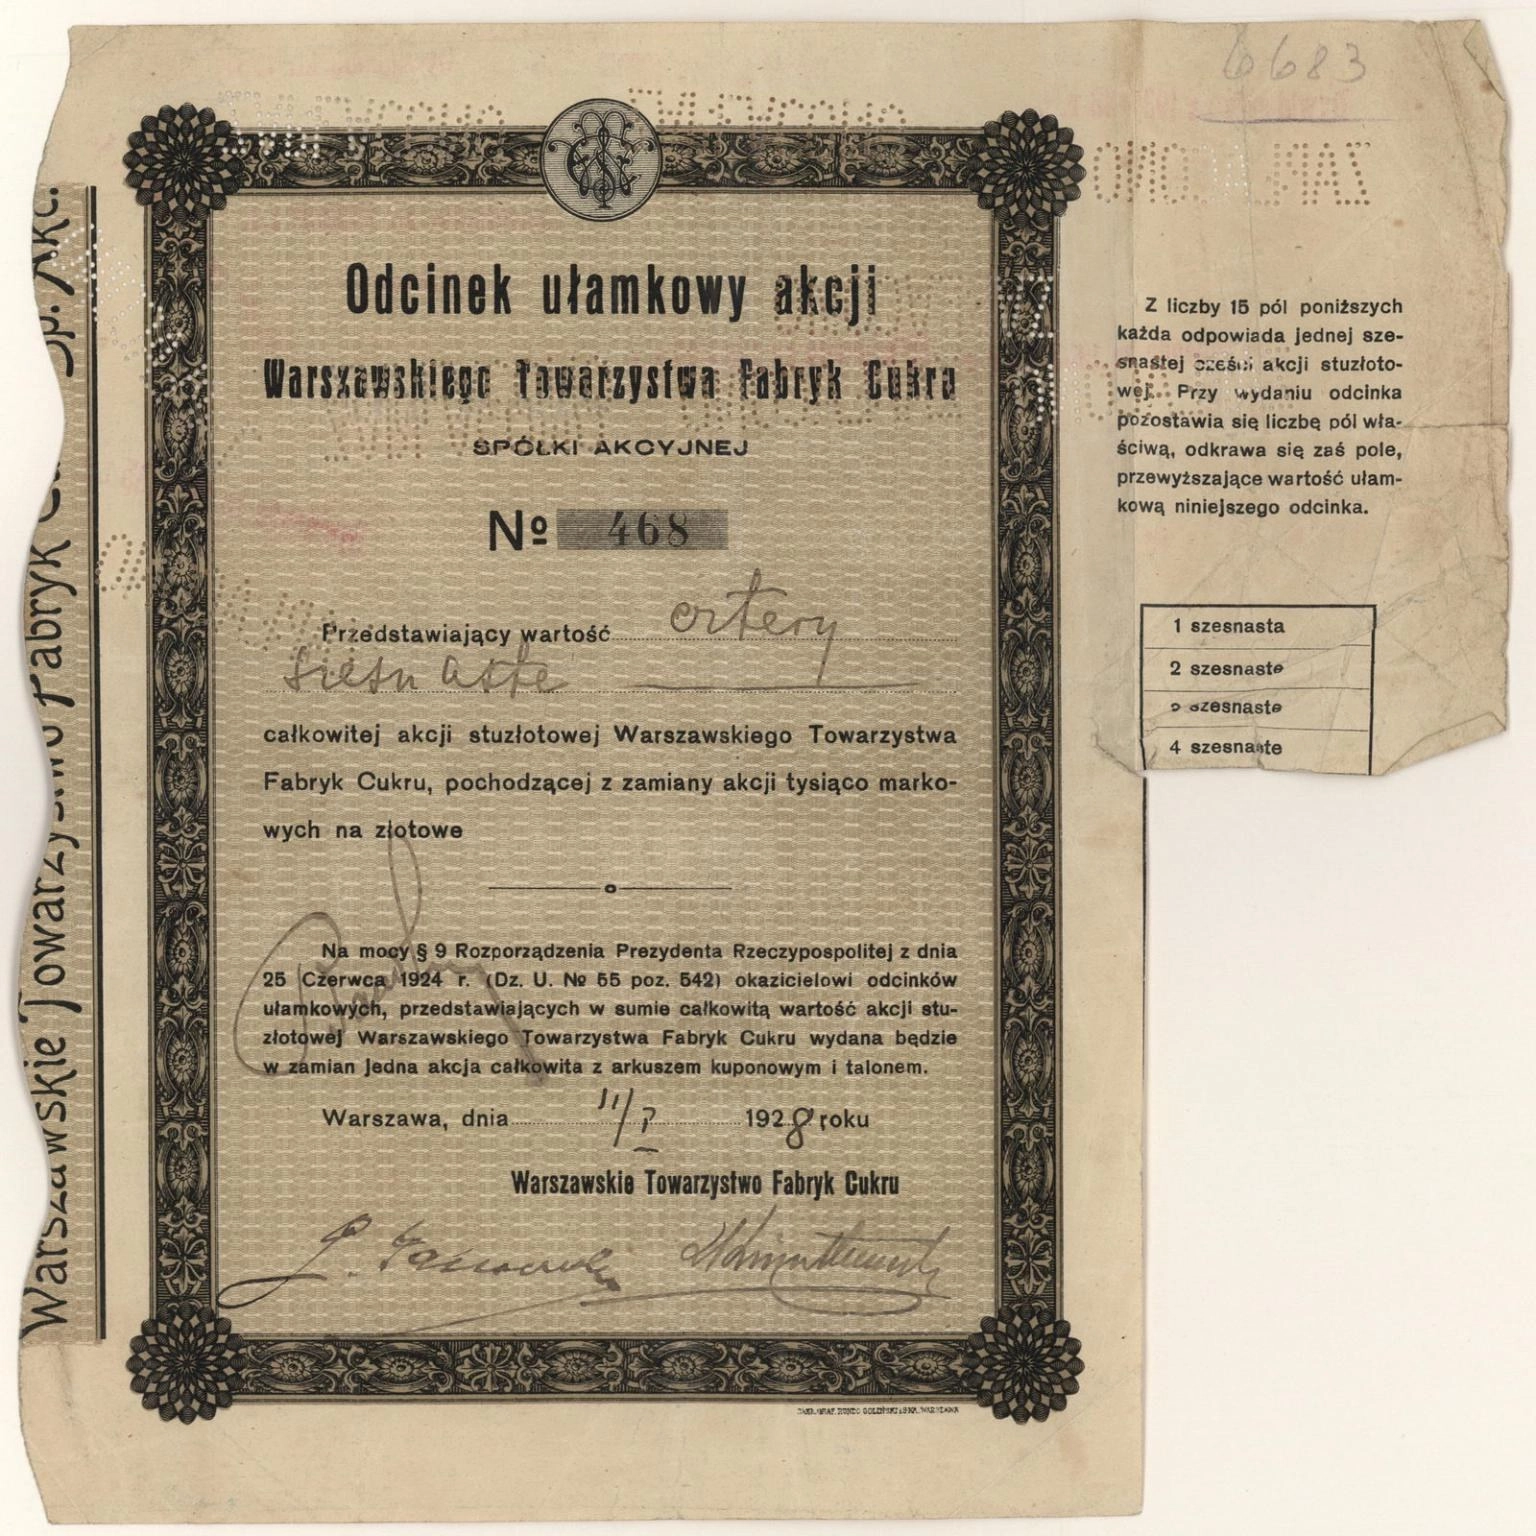 6683
ZAPŁACONO
Odcinek ułamkowy akcji
Warszawskiego Towarzystwa Fabryk Cukru
SPÓŁKI AKCYJNEJ
№ 468
Przedstawiający wartość cztery
szesnaste
całkowitej akcji stuzłotowej Warszawskiego Towarzystwa
Fabryk Cukru, pochodzącej z zamiany akcji tysiąco marko-
wych na złotowe
Na mocy § 9 Rozporządzenia Prezydenta Rzeczypospolitej z dnia
25 Czerwca 1924 r. (Dz. U. № 55 poz. 542) okazicielowi odcinków
ułamkowych, przedstawiających w sumie całkowitą wartość akcji stu-
złotowej Warszawskiego Towarzystwa Fabryk Cukru wydana będzie
w zamian jedna akcja całkowita z arkuszem kuponowym i talonem.
Warszawa, dnia 11/I 1928 roku
Warszawskie Towarzystwo Fabryk Cukru
Z liczby 15 pól poniższych
każda odpowiada jednej sze-
snastej cześci akcji stuzłoto-
wej. Przy wydaniu odcinka
pozostawia się liczbę pól wła-
ściwą, odkrawa się zaś pole,
przewyższające wartość ułam-
kową niniejszego odcinka.
1 szesnasta
2 szesnaste
3 szesnaste
4 szesnaste
Warszawskie Towarzystwo Fabryk Cu Sp. Akc.